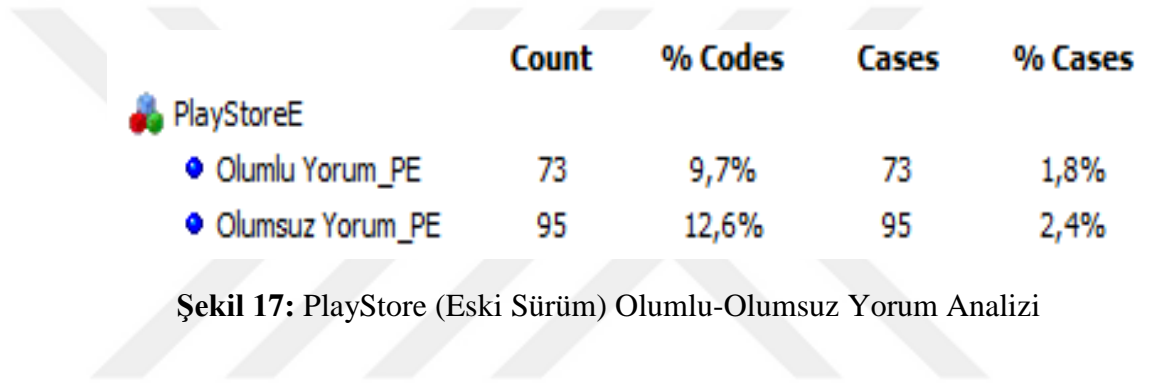 Count % Codes Cases % Cases
PlayStoreE
Olumlu Yorum_PE 73 9,7% 73 1,8%
Olumsuz Yorum_PE 95 12,6% 95 2,4%
Şekil 17: PlayStore (Eski Sürüm) Olumlu-Olumsuz Yorum Analizi